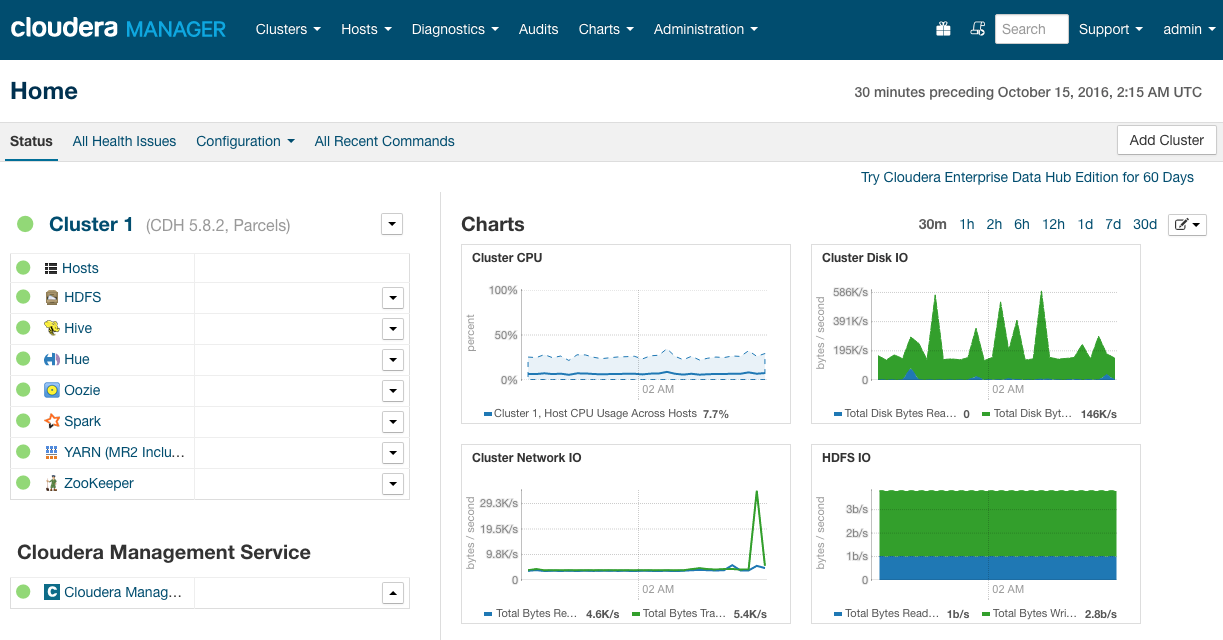 cloudera MANAGER Clusters Hosts Diagnostics Audits Charts Administration Search Support admin
Home
30 minutes preceding October 15, 2016, 2:15 AM UTC
Status All Health Issues Configuration All Recent Commands Add Cluster
Try Cloudera Enterprise Data Hub Edition for 60 Days
Cluster 1 (CDH 5.8.2, Parcels)
Hosts
HDFS
Hive
Hue
Oozie
Spark
YARN (MR2 Inclu…
ZooKeeper
Cloudera Management Service
C Cloudera Manag…
Charts 30m 1h 2h 6h 12h 1d 7d 30d
Cluster CPU
percent
100%
50%
0%
02 AM
Cluster 1, Host CPU Usage Across Hosts 7.7%
Cluster Disk IO
bytes / second
586K/s
391K/s
195K/s
0
02 AM
Total Disk Bytes Rea… 0 Total Disk Byt… 146K/s
Cluster Network IO
bytes / second
29.3K/s
19.5K/s
9.8K/s
0
02 AM
Total Bytes Re… 4.6K/s Total Bytes Tra… 5.4K/s
HDFS IO
bytes / second
3b/s
2b/s
1b/s
0
02 AM
Total Bytes Read… 1b/s Total Bytes Wri… 2.8b/s